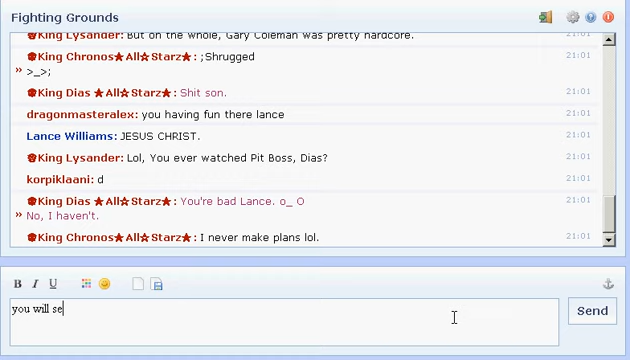 Fighting Grounds
King Lysander: But on the whole, Gary Coleman was pretty hardcore.
King Chronos★All★Starz★: ;Shrugged 21:01
» >_>;
King Dias ★All★Starz★: Shit son. 21:01
dragonmasteralex: you having fun there lance 21:01
Lance Williams: JESUS CHRIST. 21:01
King Lysander: Lol, You ever watched Pit Boss, Dias? 21:01
korpiklaani: d 21:01
King Dias ★All★Starz★: You're bad Lance. o_ O 21:01
» No, I haven't.
King Chronos★All★Starz★: I never make plans lol. 21:01
B I U
you will se
Send